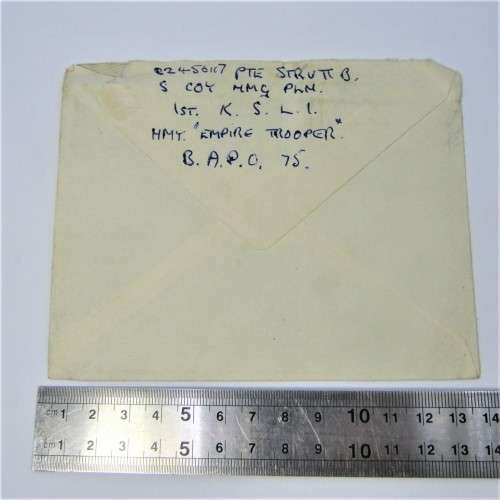 22450117 PTE STRUTT B.
S COY MMG PLN.
1ST. K. S. L. I.
HMT. "EMPIRE TROOPER".
B. A. P. O. 75.
cm 1 2 3 4 5 6 7 8 9 10 11 12 13 14
cm 1 2 3 4 5 6 7 8 9 10 11 12 13 14